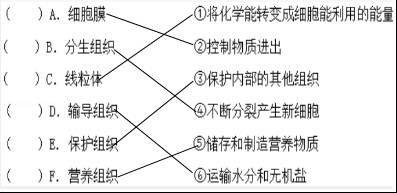 （　　）A. 细胞膜　①将化学能转变成细胞能利用的能量
（　　）B. 分生组织　②控制物质进出
（　　）C. 线粒体　③保护内部的其他组织
（　　）D. 输导组织　④不断分裂产生新细胞
（　　）E. 保护组织　⑤储存和制造营养物质
（　　）F. 营养组织　⑥运输水分和无机盐